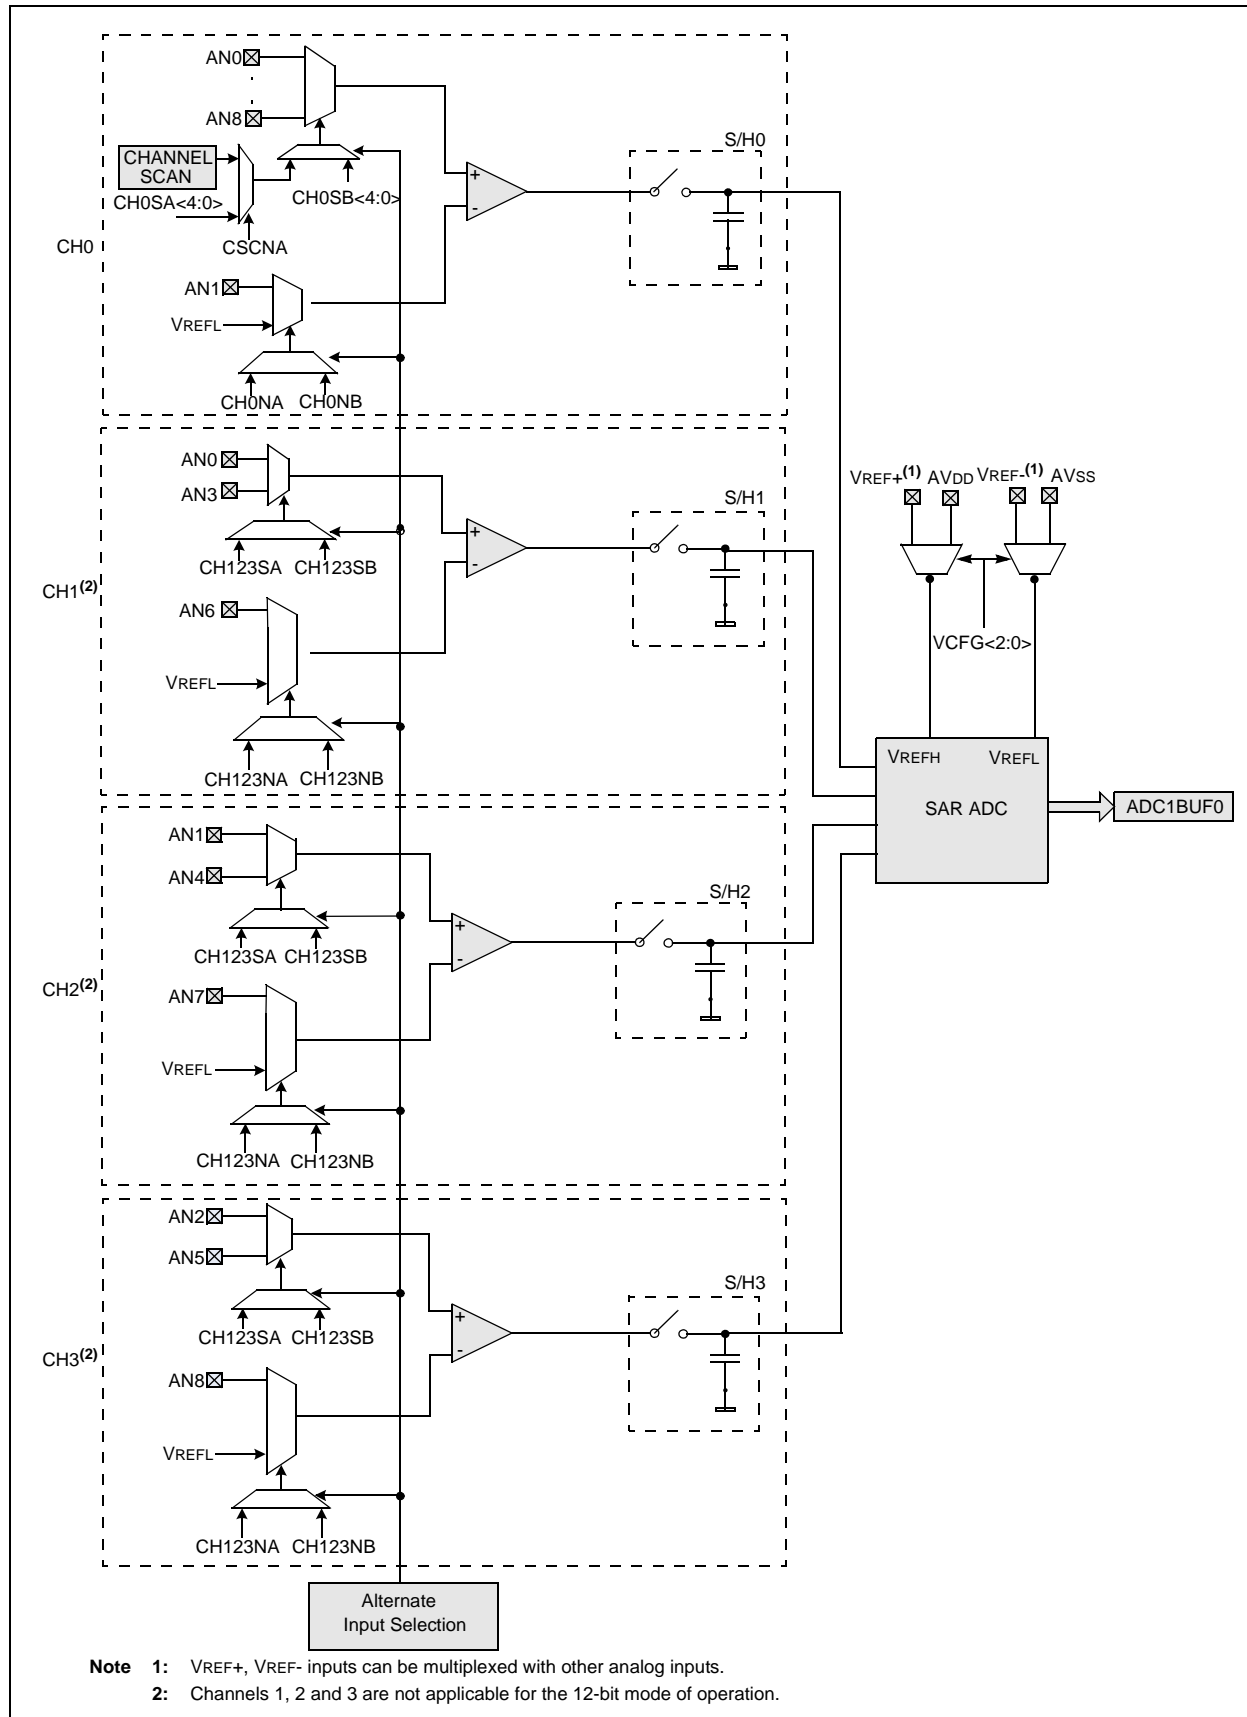 AN0
.
.
AN8
CHANNEL
SCAN
CH0SA<4:0>
CH0SB<4:0>
CSCNA
+
-
S/H0
CH0
AN1
VREFL
CH0NA CH0NB
AN0
AN3
CH123SA CH123SB
+
-
S/H1
CH1(2)
AN6
VREFL
CH123NA CH123NB
VREF+(1) AVDD VREF-(1) AVSS
VCFG<2:0>
VREFH VREFL
SAR ADC
ADC1BUF0
AN1
AN4
CH123SA CH123SB
+
-
S/H2
CH2(2)
AN7
VREFL
CH123NA CH123NB
AN2
AN5
CH123SA CH123SB
+
-
S/H3
CH3(2)
AN8
VREFL
CH123NA CH123NB
Alternate
Input Selection
Note 1: VREF+, VREF- inputs can be multiplexed with other analog inputs.
2: Channels 1, 2 and 3 are not applicable for the 12-bit mode of operation.